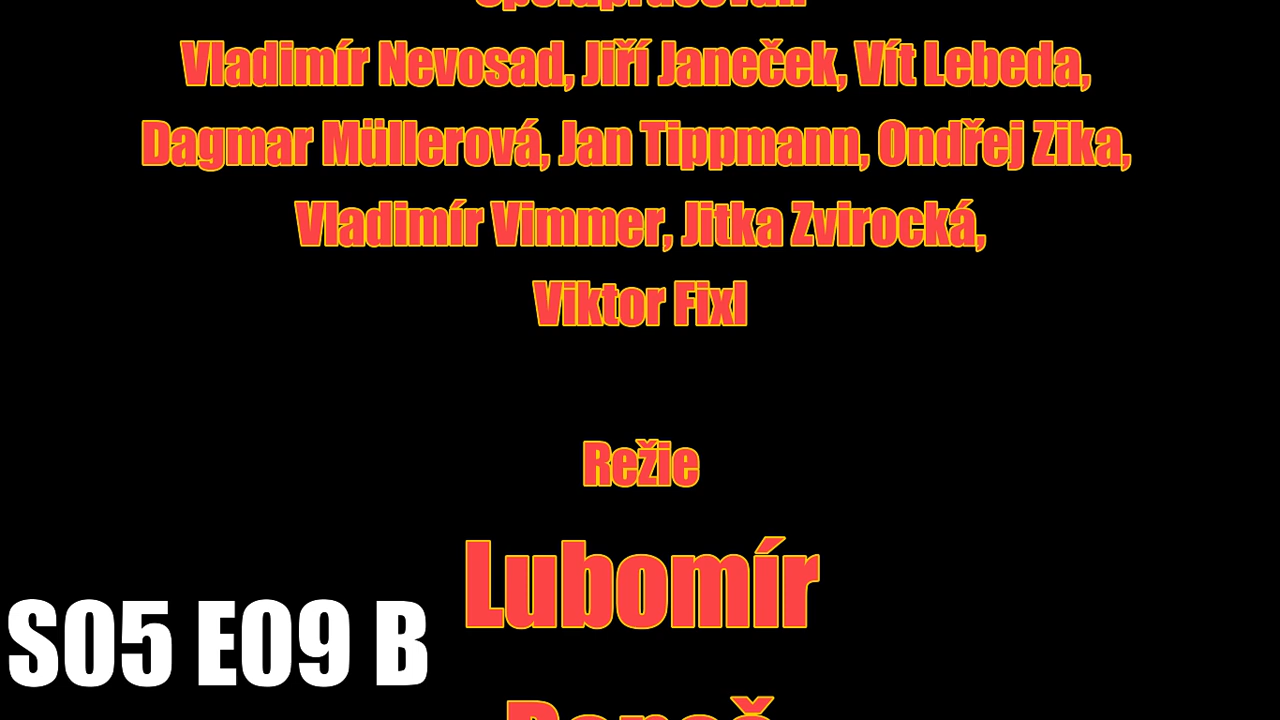 Spolupracovali
Vladimír Nevosad, Jiří Janeček, Vít Lebeda,
Dagmar Müllerová, Jan Tippmann, Ondřej Zika,
Vladimír Vimmer, Jitka Zvirocká,
Viktor Fixl
Režie
Lubomír
S05 E09 B